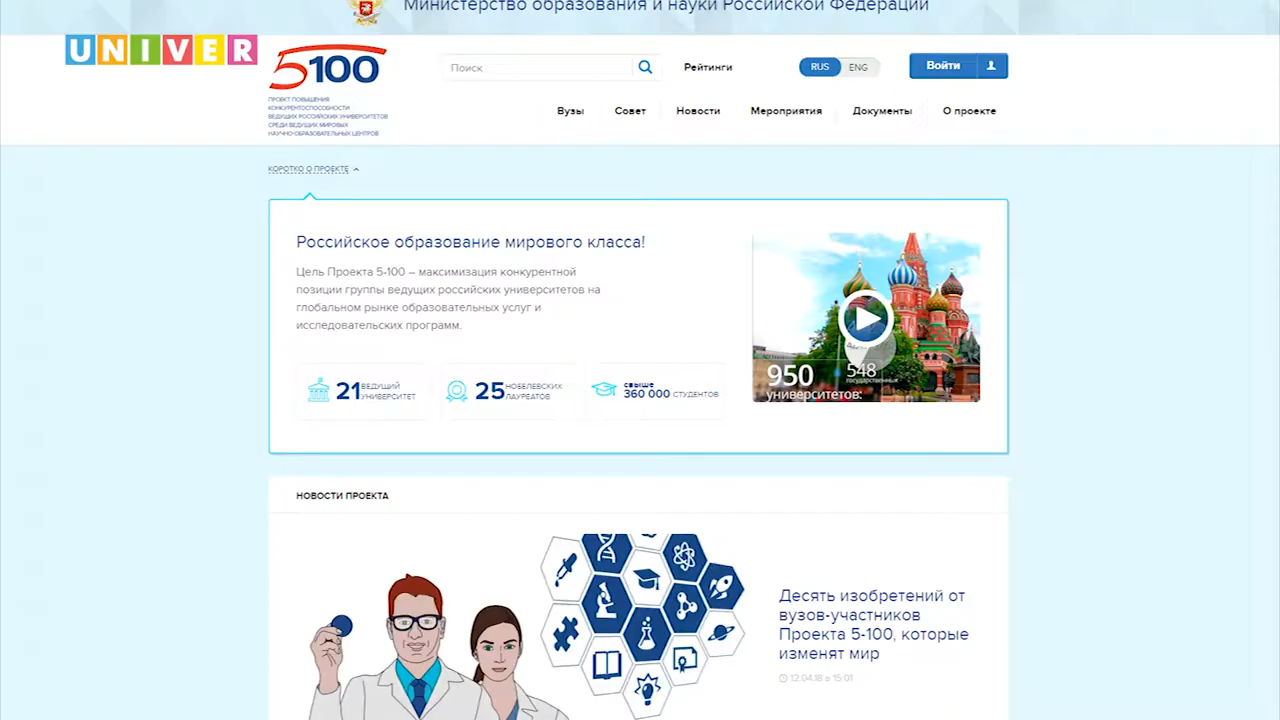 Министерство образования и науки Российской Федерации
UNIVER
5100
ПРОЕКТ ПОВЫШЕНИЯ
КОНКУРЕНТОСПОСОБНОСТИ
ВЕДУЩИХ РОССИЙСКИХ УНИВЕРСИТЕТОВ
СРЕДИ ВЕДУЩИХ МИРОВЫХ
НАУЧНО-ОБРАЗОВАТЕЛЬНЫХ ЦЕНТРОВ
Поиск
Рейтинги
RUS ENG
Войти
Вузы Совет Новости Мероприятия Документы О проекте
КОРОТКО О ПРОЕКТЕ
Российское образование мирового класса!
Цель Проекта 5-100 – максимизация конкурентной
позиции группы ведущих российских университетов на
глобальном рынке образовательных услуг и
исследовательских программ.
21 ВЕДУЩИЙ
УНИВЕРСИТЕТ
25 НОБЕЛЕВСКИХ
ЛАУРЕАТОВ
свыше
360 000 СТУДЕНТОВ
950
университетов:
548
государственных
НОВОСТИ ПРОЕКТА
Десять изобретений от
вузов-участников
Проекта 5-100, которые
изменят мир
12.04.18 в 15:01